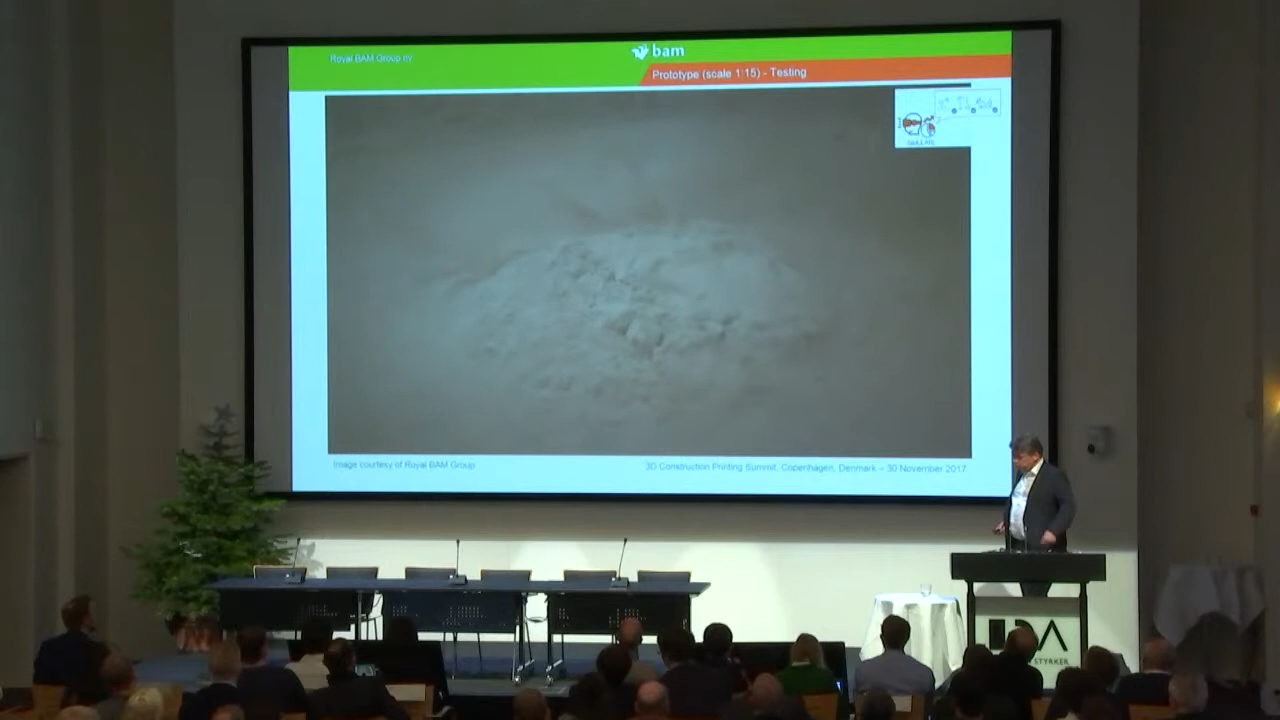 Royal BAM Group nv
bam
Prototype (scale 1:15) - Testing
Image courtesy of Royal BAM Group
3D Construction Printing Summit, Copenhagen, Denmark – 30 November 2017
IDA
STYRKER